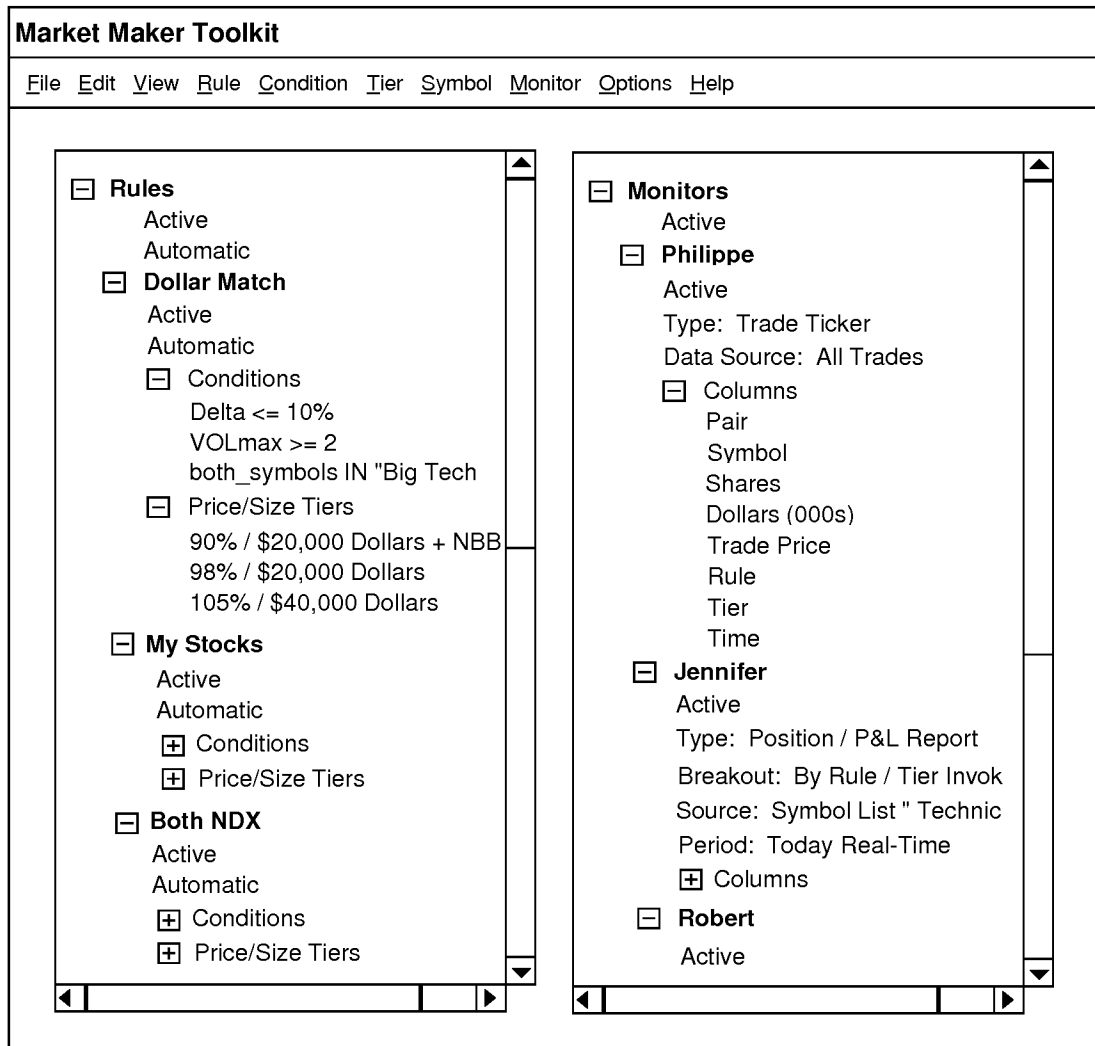 Market Maker Toolkit
File Edit View Rule Condition Tier Symbol Monitor Options Help
Rules
Active
Automatic
Dollar Match
Active
Automatic
Conditions
Delta <= 10%
VOLmax >= 2
both_symbols IN "Big Tech
Price/Size Tiers
90% / $20,000 Dollars + NBB
98% / $20,000 Dollars
105% / $40,000 Dollars
My Stocks
Active
Automatic
Conditions
Price/Size Tiers
Both NDX
Active
Automatic
Conditions
Price/Size Tiers
Monitors
Active
Philippe
Active
Type: Trade Ticker
Data Source: All Trades
Columns
Pair
Symbol
Shares
Dollars (000s)
Trade Price
Rule
Tier
Time
Jennifer
Active
Type: Position / P&L Report
Breakout: By Rule / Tier Invok
Source: Symbol List " Technic
Period: Today Real-Time
Columns
Robert
Active